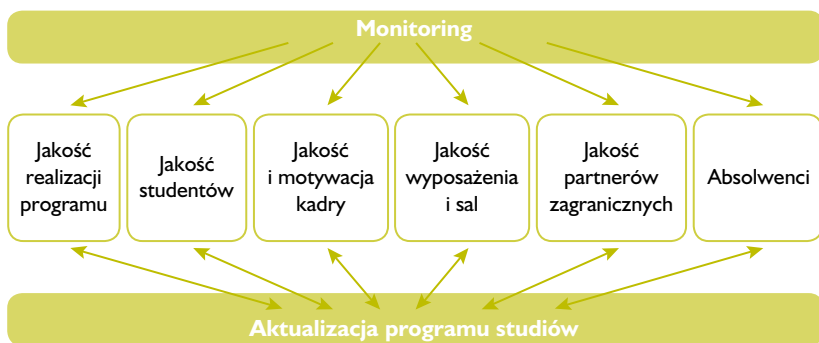 Monitoring
Jakość
realizacji
programu
Jakość
studentów
Jakość
i motywacja
kadry
Jakość
wyposażenia
i sal
Jakość
partnerów
zagranicznych
Absolwenci
Aktualizacja programu studiów